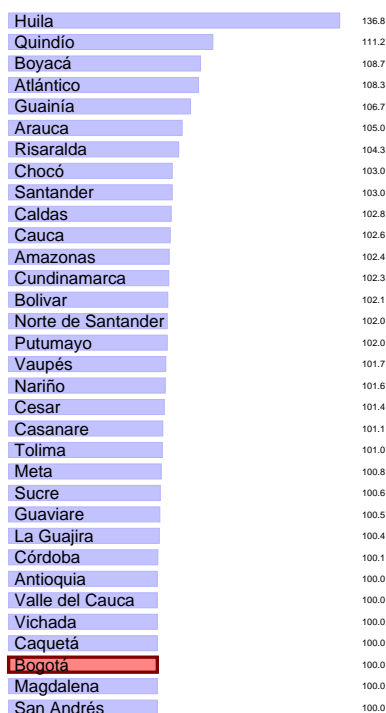 Huila 136.8
Quindío 111.2
Boyacá 108.7
Atlántico 108.3
Guainía 106.7
Arauca 105.0
Risaralda 104.3
Chocó 103.0
Santander 103.0
Caldas 102.8
Cauca 102.6
Amazonas 102.4
Cundinamarca 102.3
Bolivar 102.1
Norte de Santander 102.0
Putumayo 102.0
Vaupés 101.7
Nariño 101.6
Cesar 101.4
Casanare 101.1
Tolima 101.0
Meta 100.8
Sucre 100.6
Guaviare 100.5
La Guajira 100.4
Córdoba 100.1
Antioquia 100.0
Valle del Cauca 100.0
Vichada 100.0
Caquetá 100.0
Bogotá 100.0
Magdalena 100.0
San Andrés 100.0